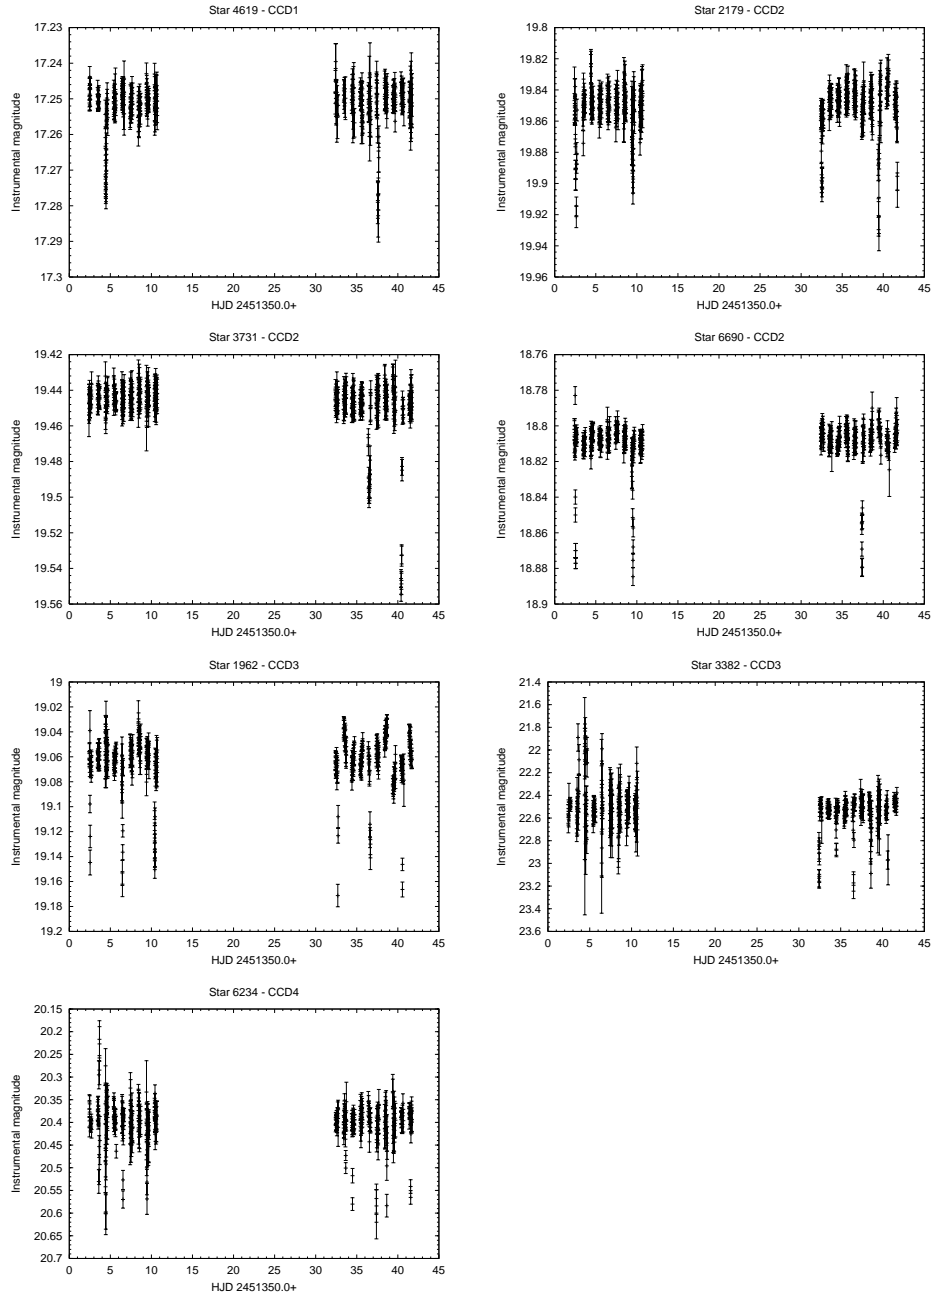 Star 4619 - CCD1
Instrumental magnitude
17.23
17.24
17.25
17.26
17.27
17.28
17.29
17.3
0 5 10 15 20 25 30 35 40 45
HJD 2451350.0+
Star 2179 - CCD2
Instrumental magnitude
19.8
19.82
19.84
19.86
19.88
19.9
19.92
19.94
19.96
0 5 10 15 20 25 30 35 40 45
HJD 2451350.0+
Star 3731 - CCD2
Instrumental magnitude
19.42
19.44
19.46
19.48
19.5
19.52
19.54
19.56
0 5 10 15 20 25 30 35 40 45
HJD 2451350.0+
Star 6690 - CCD2
Instrumental magnitude
18.76
18.78
18.8
18.82
18.84
18.86
18.88
18.9
0 5 10 15 20 25 30 35 40 45
HJD 2451350.0+
Star 1962 - CCD3
Instrumental magnitude
19
19.02
19.04
19.06
19.08
19.1
19.12
19.14
19.16
19.18
19.2
0 5 10 15 20 25 30 35 40 45
HJD 2451350.0+
Star 3382 - CCD3
Instrumental magnitude
21.4
21.6
21.8
22
22.2
22.4
22.6
22.8
23
23.2
23.4
23.6
0 5 10 15 20 25 30 35 40 45
HJD 2451350.0+
Star 6234 - CCD4
Instrumental magnitude
20.15
20.2
20.25
20.3
20.35
20.4
20.45
20.5
20.55
20.6
20.65
20.7
0 5 10 15 20 25 30 35 40 45
HJD 2451350.0+